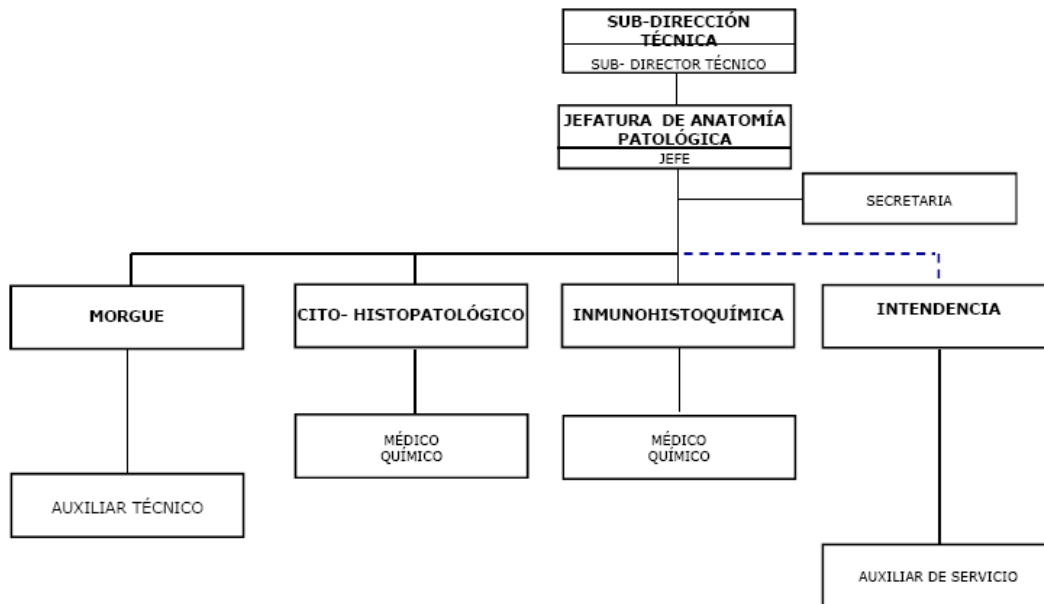 SUB-DIRECCIÓN
TÉCNICA
SUB- DIRECTOR TÉCNICO
JEFATURA DE ANATOMÍA
PATOLÓGICA
JEFE
SECRETARIA
MORGUE
CITO- HISTOPATOLÓGICO
INMUNOHISTOQUÍMICA
INTENDENCIA
MÉDICO
QUÍMICO
MÉDICO
QUÍMICO
AUXILIAR TÉCNICO
AUXILIAR DE SERVICIO